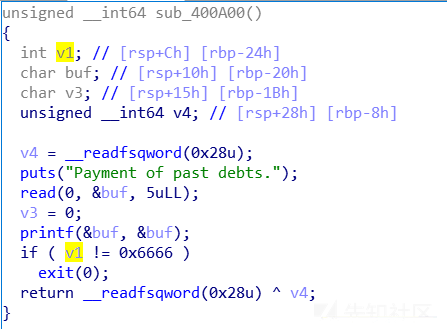 unsigned __int64 sub_400A00()
{
  int v1; // [rsp+Ch] [rbp-24h]
  char buf; // [rsp+10h] [rbp-20h]
  char v3; // [rsp+15h] [rbp-1Bh]
  unsigned __int64 v4; // [rsp+28h] [rbp-8h]

  v4 = __readfsqword(0x28u);
  puts("Payment of past debts.");
  read(0, &buf, 5uLL);
  v3 = 0;
  printf(&buf, &buf);
  if ( v1 != 0x6666 )
    exit(0);
  return __readfsqword(0x28u) ^ v4;
}